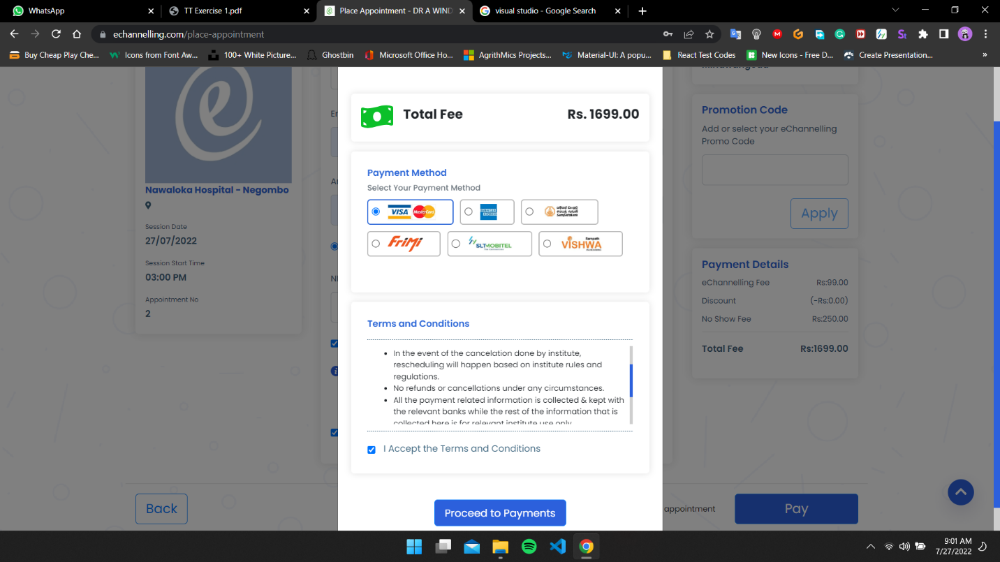 WhatsApp
TT Exercise 1.pdf
Place Appointment - DR A WIND
visual studio - Google Search
echannelling.com/place-appointment
Buy Cheap Play Che...
Icons from Font Aw...
100+ White Picture...
Ghostbin
Microsoft Office Ho...
AgrithMics Projects...
Material-UI: A popu...
React Test Codes
New Icons - Free D...
Create Presentation...
»
Nawaloka Hospital - Negombo
Session Date
27/07/2022
Session Start Time
03:00 PM
Appointment No
2
Total Fee
Rs. 1699.00
Payment Method
Select Your Payment Method
VISA MasterCard
AMERICAN EXPRESS
SampathBank
FriMi
SLTMOBITEL
Sampath
VISHWA
Terms and Conditions
In the event of the cancelation done by institute,
rescheduling will happen based on institute rules and
regulations.
No refunds or cancellations under any circumstances.
All the payment related information is collected & kept with
the relevant banks while the rest of the information that is
collected here is for relevant institute use only
I Accept the Terms and Conditions
Proceed to Payments
Promotion Code
Add or select your eChannelling
Promo Code
Apply
Payment Details
eChannelling Fee Rs:99.00
Discount (-Rs:0.00)
No Show Fee Rs:250.00
Total Fee Rs:1699.00
Back
appointment
Pay
9:01 AM
7/27/2022